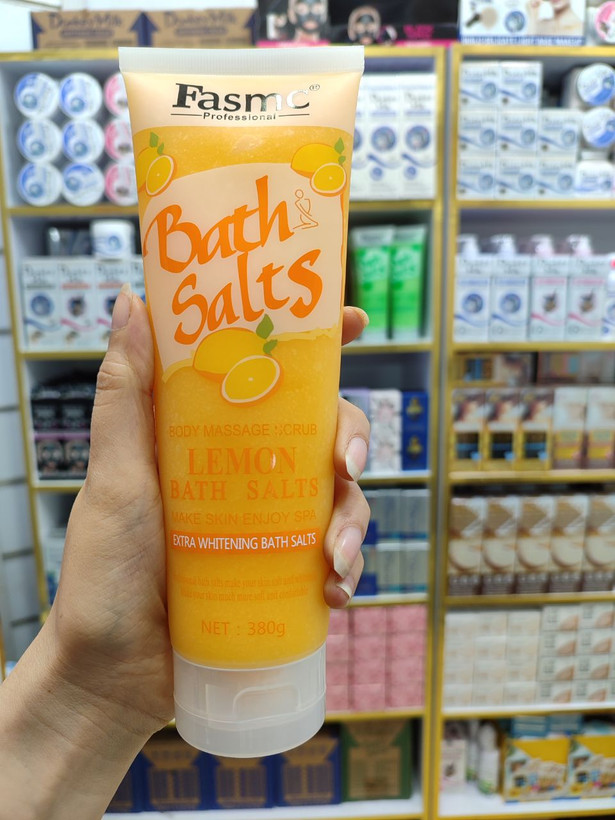 Fasmc®
Professional
Bath
Salts
BODY MASSAGE SCRUB
LEMON
BATH SALTS
MAKE SKIN ENJOY SPA
EXTRA WHITENING BATH SALTS
NET : 380g